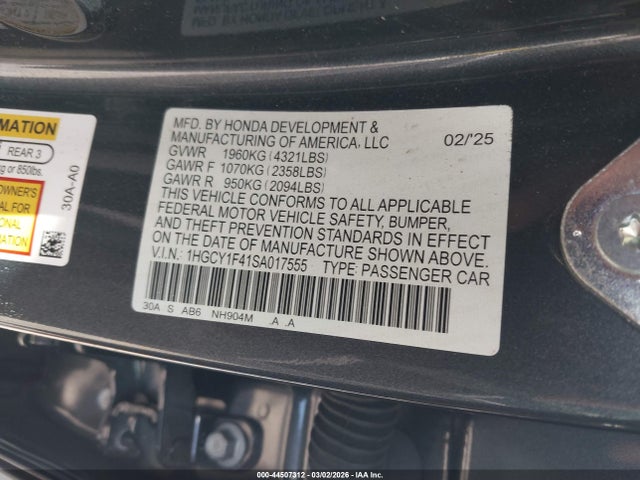 MFD. BY HONDA DEVELOPMENT &
MANUFACTURING OF AMERICA, LLC 02/'25
GVWR 1960KG (4321LBS)
GAWR F 1070KG (2358LBS)
GAWR R 950KG (2094LBS)
THIS VEHICLE CONFORMS TO ALL APPLICABLE
FEDERAL MOTOR VEHICLE SAFETY, BUMPER,
AND THEFT PREVENTION STANDARDS IN EFFECT
ON THE DATE OF MANUFACTURE SHOWN ABOVE.
V.I.N.: 1HGCY1F41SA017555 TYPE: PASSENGER CAR
30A S AB6 NH904M .A .A
REAR 3
or 850lbs.
OWNER'S
AL FOR
TIONAL
ATION
30A-A0
000-44507312 - 03/02/2026 - IAA Inc.